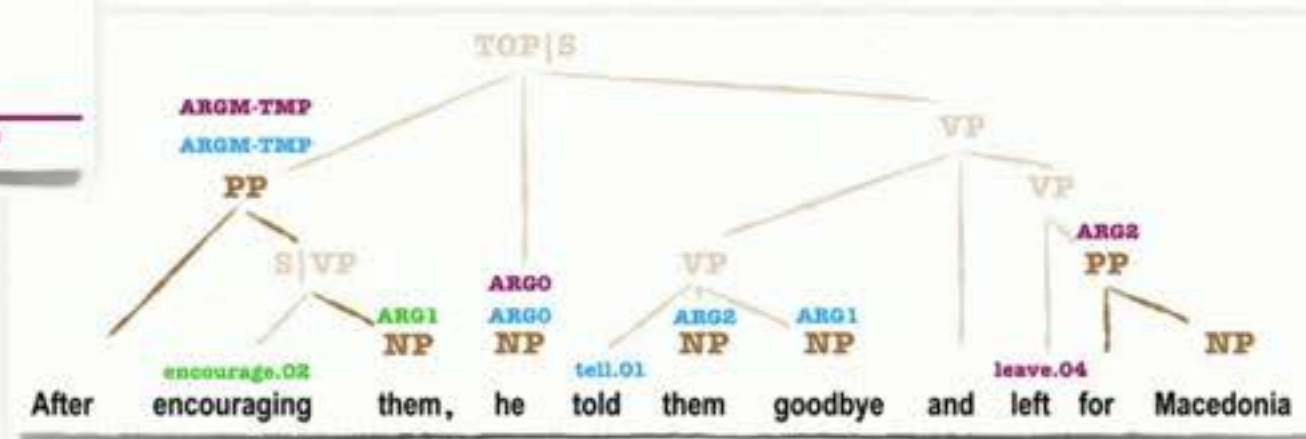 TOP|S
ARGM-TMP
VP
ARGM-TMP
PP
VP
ARG2
S|VP
VP
PP
ARG0
ARG1
ARG0
ARG2
ARG1
NP
NP
NP
NP
NP
encourage.02
tell.01
leave.04
After encouraging them, he told them goodbye and left for Macedonia